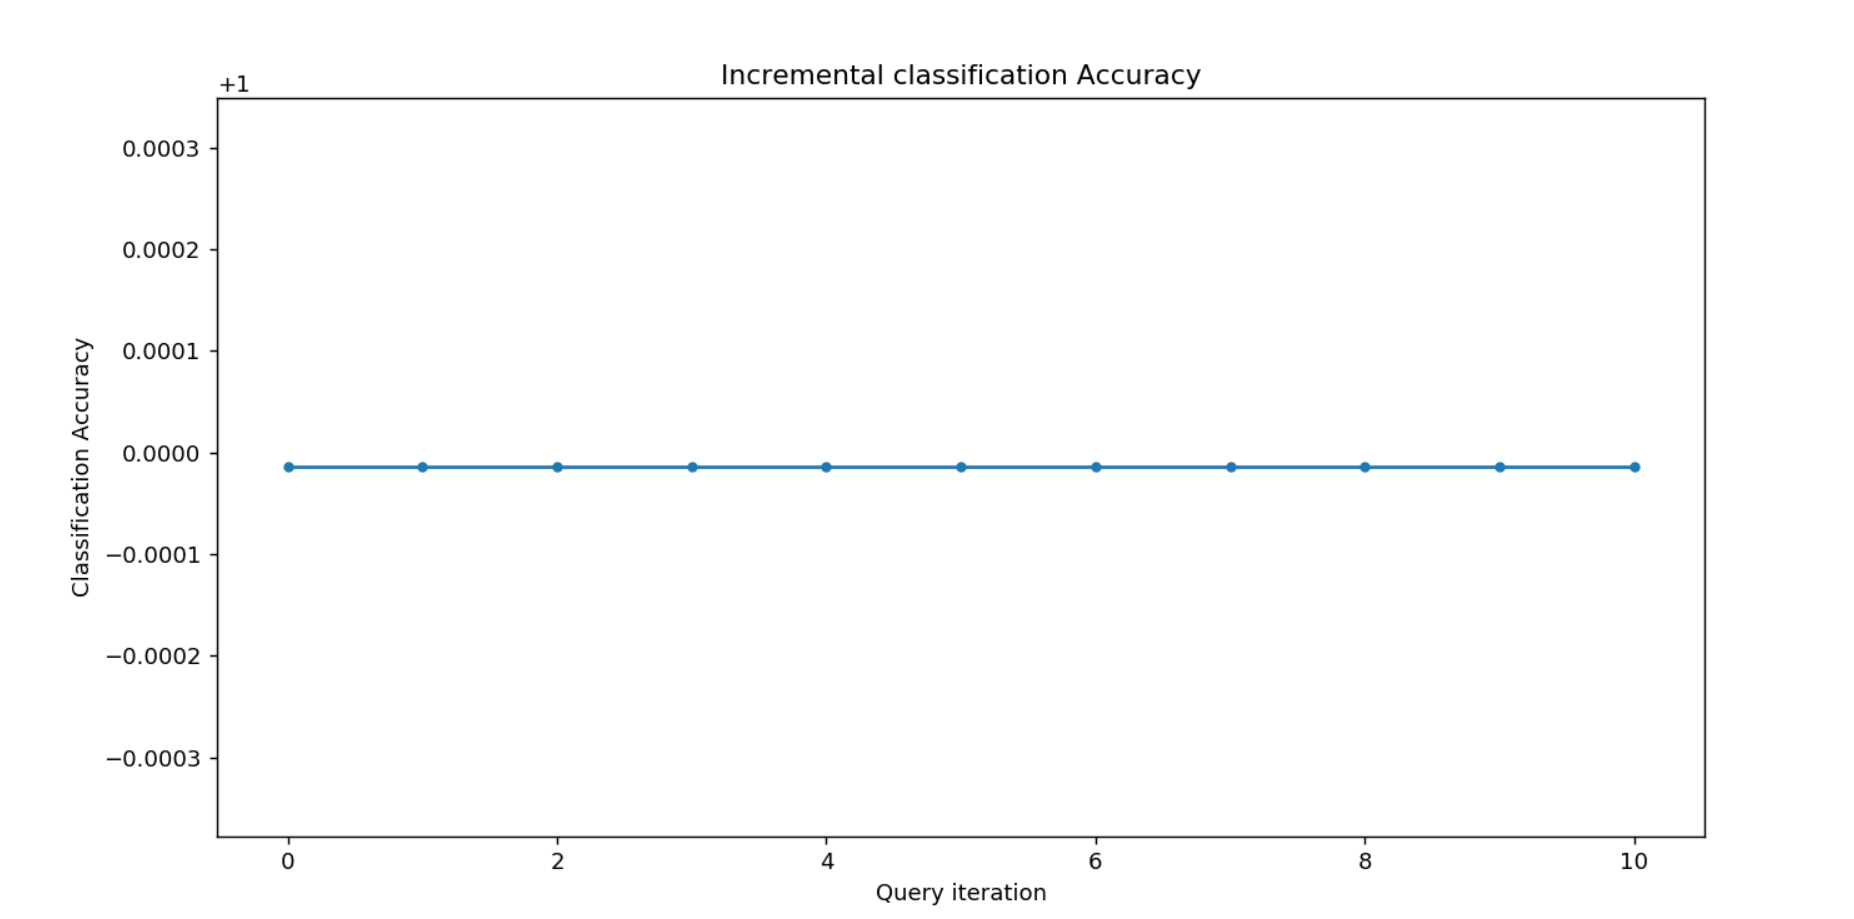 Incremental classification Accuracy
+1
0.0003
0.0002
0.0001
0.0000
−0.0001
−0.0002
−0.0003
Classification Accuracy
0 2 4 6 8 10
Query iteration